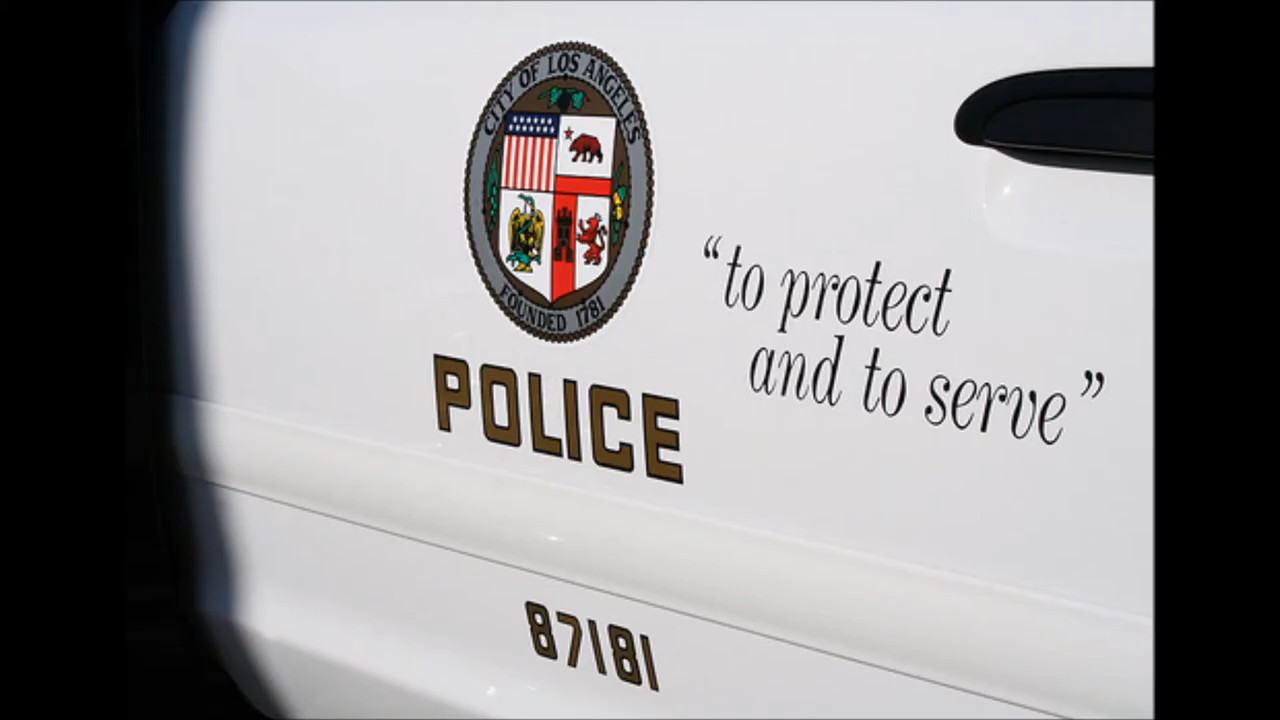 CITY OF LOS ANGELES
FOUNDED 1781
POLICE
“to protect
and to serve”
87181